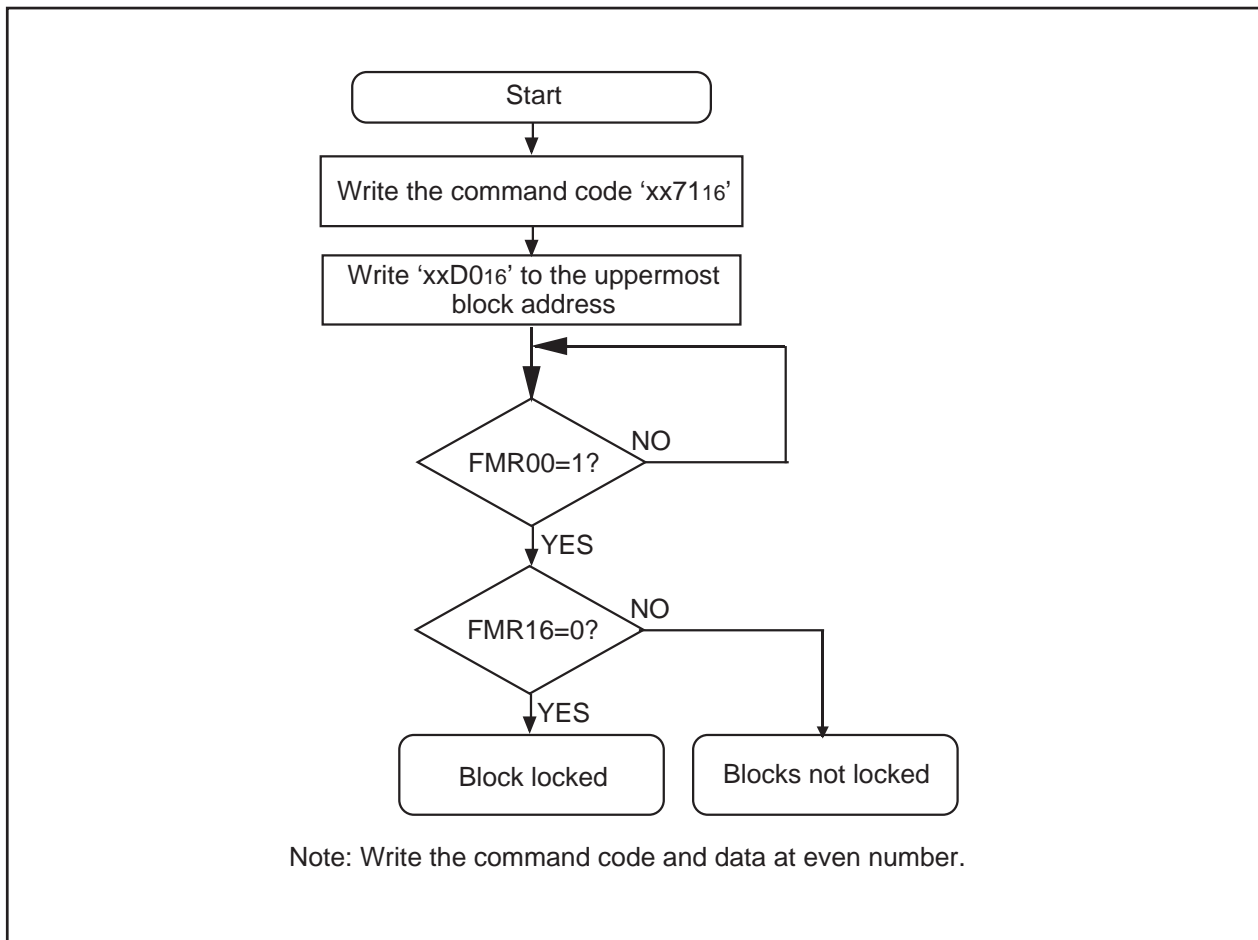 Start
Write the command code ‘xx7116’
Write ‘xxD016’ to the uppermost
block address
NO
FMR00=1?
YES
NO
FMR16=0?
YES
Block locked
Blocks not locked
Note: Write the command code and data at even number.